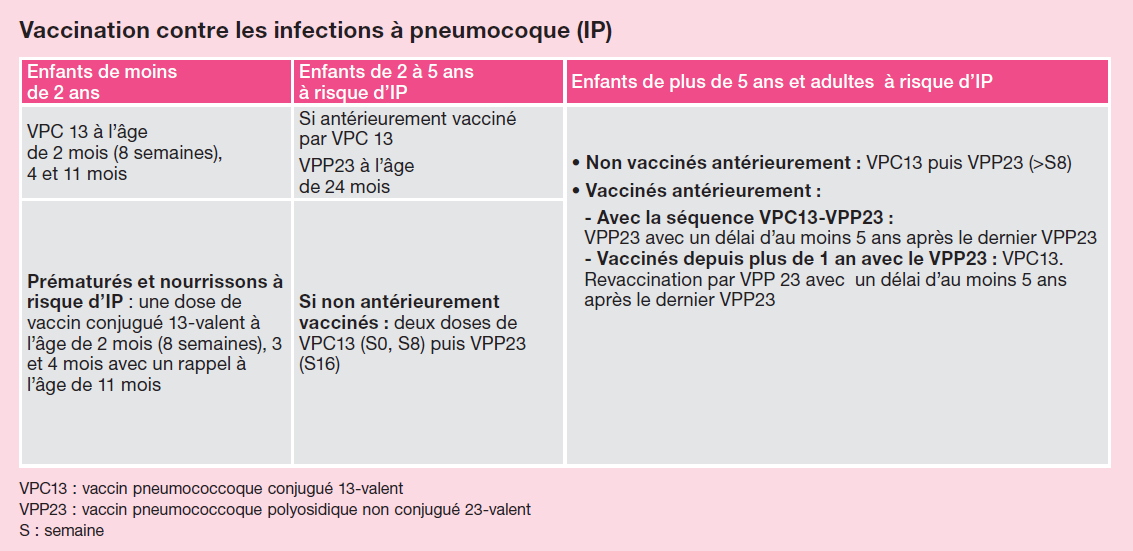 Vaccination contre les infections à pneumocoque (IP)
Enfants de moins
de 2 ans
Enfants de 2 à 5 ans
à risque d’IP
Enfants de plus de 5 ans et adultes à risque d’IP
VPC 13 à l’âge
de 2 mois (8 semaines),
4 et 11 mois
Si antérieurement vacciné
par VPC 13
VPP23 à l’âge
de 24 mois
• Non vaccinés antérieurement : VPC13 puis VPP23 (>S8)
• Vaccinés antérieurement :
- Avec la séquence VPC13-VPP23 :
VPP23 avec un délai d’au moins 5 ans après le dernier VPP23
- Vaccinés depuis plus de 1 an avec le VPP23 : VPC13.
Revaccination par VPP 23 avec un délai d’au moins 5 ans
après le dernier VPP23
Prématurés et nourrissons à
risque d’IP : une dose de
vaccin conjugué 13-valent à
l’âge de 2 mois (8 semaines), 3
et 4 mois avec un rappel à
l’âge de 11 mois
Si non antérieurement
vaccinés : deux doses de
VPC13 (S0, S8) puis VPP23
(S16)
VPC13 : vaccin pneumococcoque conjugué 13-valent
VPP23 : vaccin pneumococcoque polyosidique non conjugué 23-valent
S : semaine